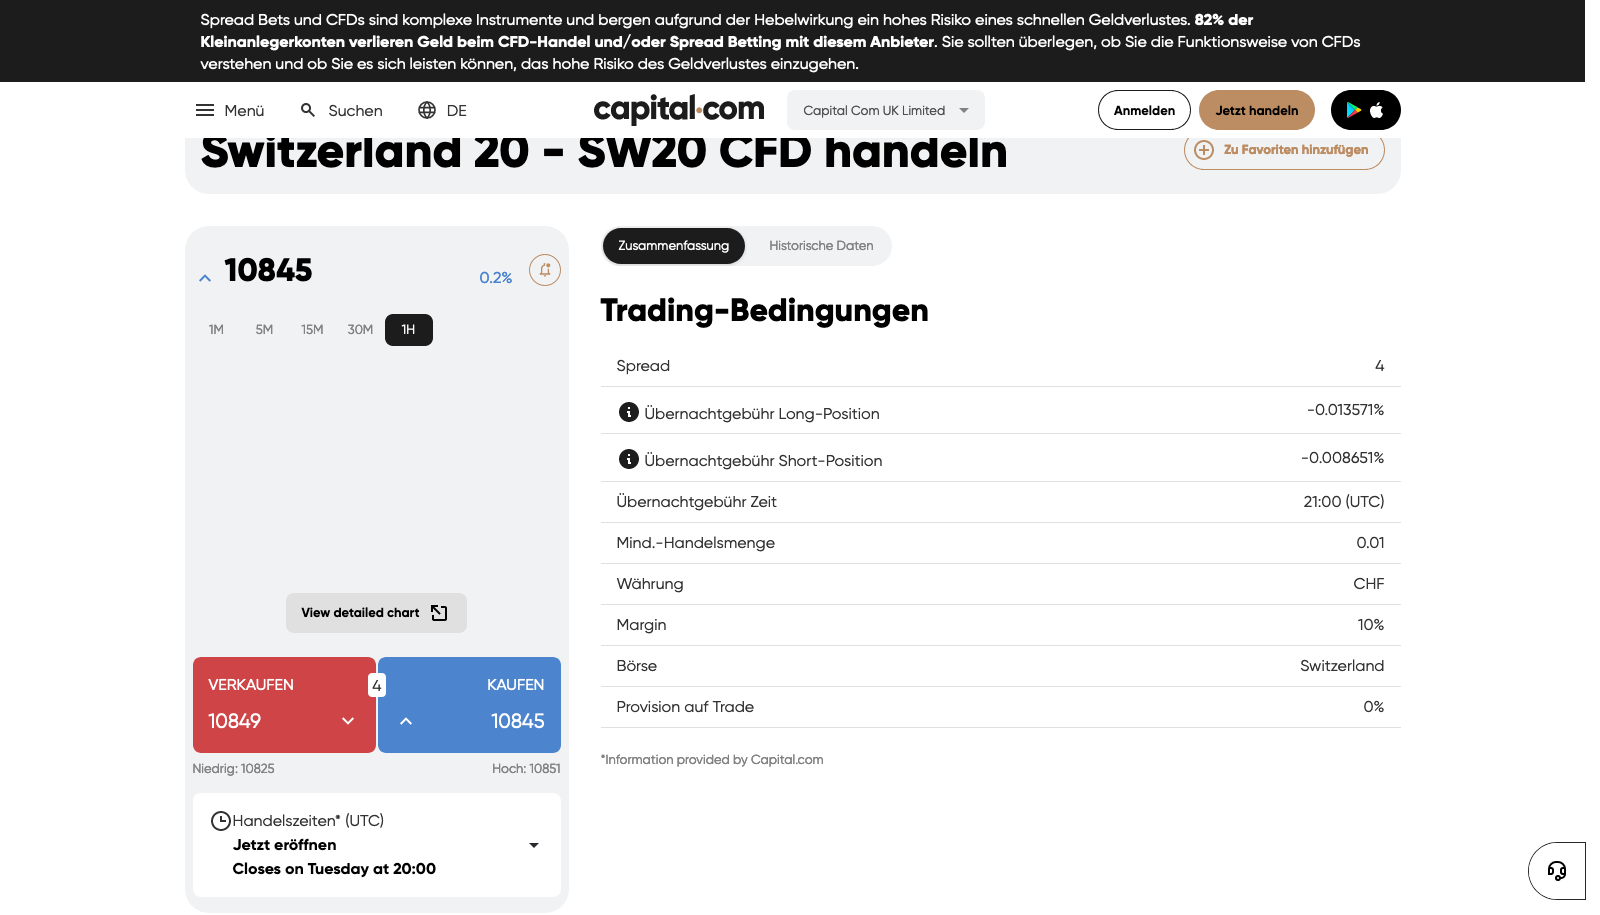 Spread Bets und CFDs sind komplexe Instrumente und bergen aufgrund der Hebelwirkung ein hohes Risiko eines schnellen Geldverlustes. 82% der
Kleinanlegerkonten verlieren Geld beim CFD-Handel und/oder Spread Betting mit diesem Anbieter. Sie sollten überlegen, ob Sie die Funktionsweise von CFDs
verstehen und ob Sie es sich leisten können, das hohe Risiko des Geldverlustes einzugehen.
Menü Suchen DE capital.com Capital Com UK Limited Anmelden Jetzt handeln
Switzerland 20 - SW20 CFD handeln Zu Favoriten hinzufügen
10845 0.2%
1M 5M 15M 30M 1H
View detailed chart
VERKAUFEN 4 KAUFEN
10849 10845
Niedrig: 10825 Hoch: 10851
Handelszeiten* (UTC)
Jetzt eröffnen
Closes on Tuesday at 20:00
Zusammenfassung Historische Daten
Trading-Bedingungen
Spread 4
Übernachtgebühr Long-Position -0.013571%
Übernachtgebühr Short-Position -0.008651%
Übernachtgebühr Zeit 21:00 (UTC)
Mind.-Handelsmenge 0.01
Währung CHF
Margin 10%
Börse Switzerland
Provision auf Trade 0%
*Information provided by Capital.com